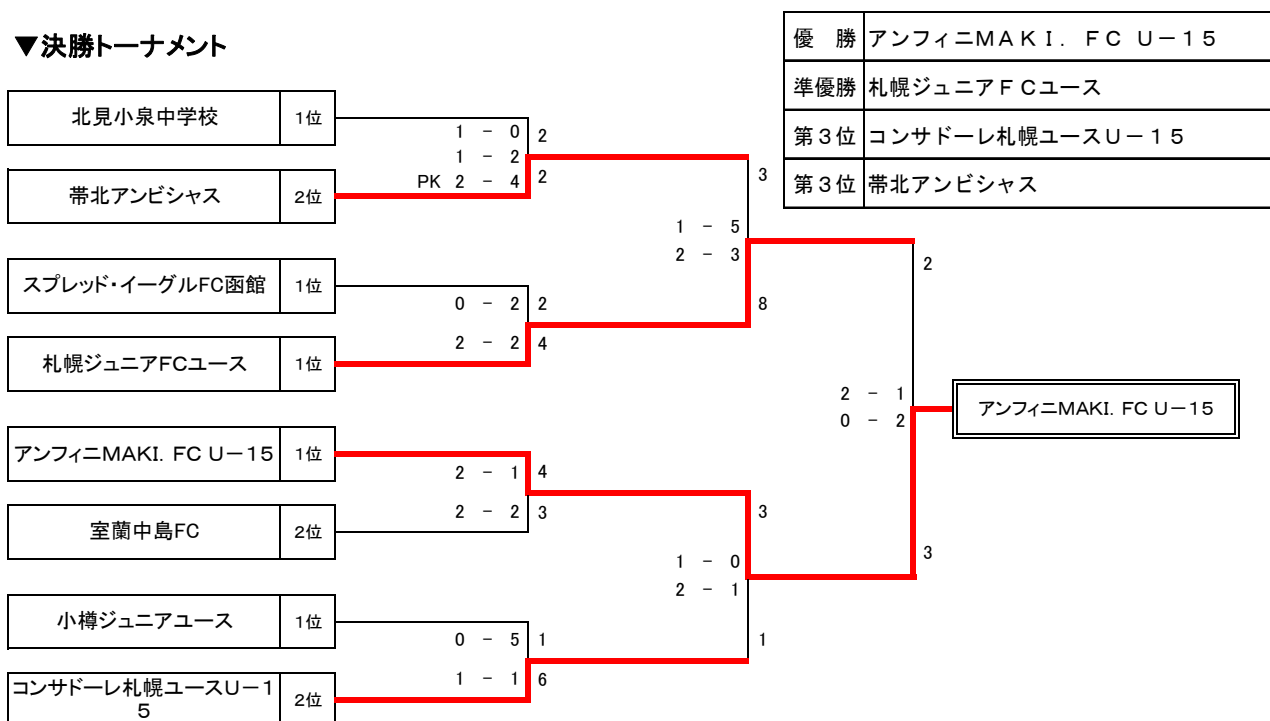 ▼決勝トーナメント
優　勝 アンフィニMAKI.　FC　U－15
準優勝 札幌ジュニアFCユース
第3位 コンサドーレ札幌ユースU－15
第3位 帯北アンビシャス
北見小泉中学校 1位
1 － 0 2
1 － 2
PK 2 － 4 2
帯北アンビシャス 2位
3
1 － 5
2 － 3
スプレッド・イーグルFC函館 1位
0 － 2 2
8
2 － 2 4
札幌ジュニアFCユース 1位
2
2 － 1
0 － 2
アンフィニMAKI. FC U－15
アンフィニMAKI. FC U－15 1位
2 － 1 4
2 － 2 3
室蘭中島FC 2位
3
1 － 0
2 － 1
3
小樽ジュニアユース 1位
0 － 5 1
1
1 － 1 6
コンサドーレ札幌ユースU－1
5
2位